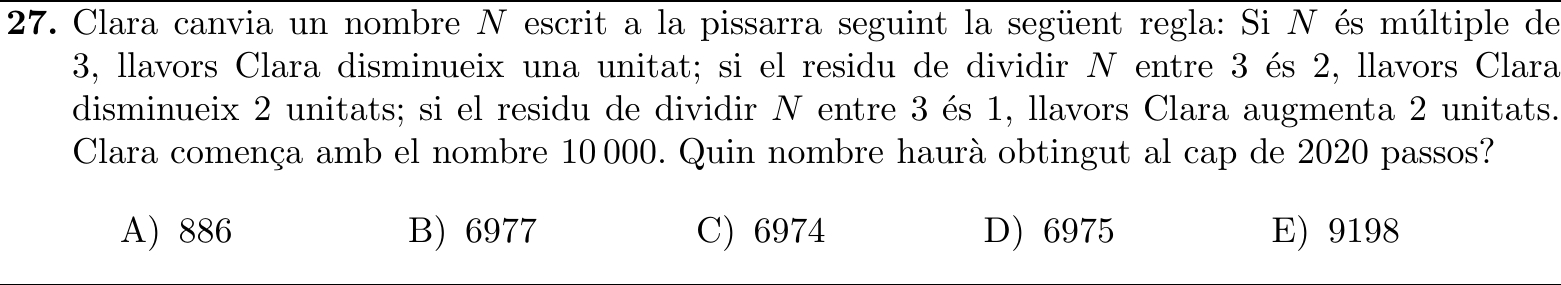 27. Clara canvia un nombre N escrit a la pissarra seguint la següent regla: Si N és múltiple de
3, llavors Clara disminueix una unitat; si el residu de dividir N entre 3 és 2, llavors Clara
disminueix 2 unitats; si el residu de dividir N entre 3 és 1, llavors Clara augmenta 2 unitats.
Clara comença amb el nombre 10 000. Quin nombre haurà obtingut al cap de 2020 passos?
A) 886 B) 6977 C) 6974 D) 6975 E) 9198